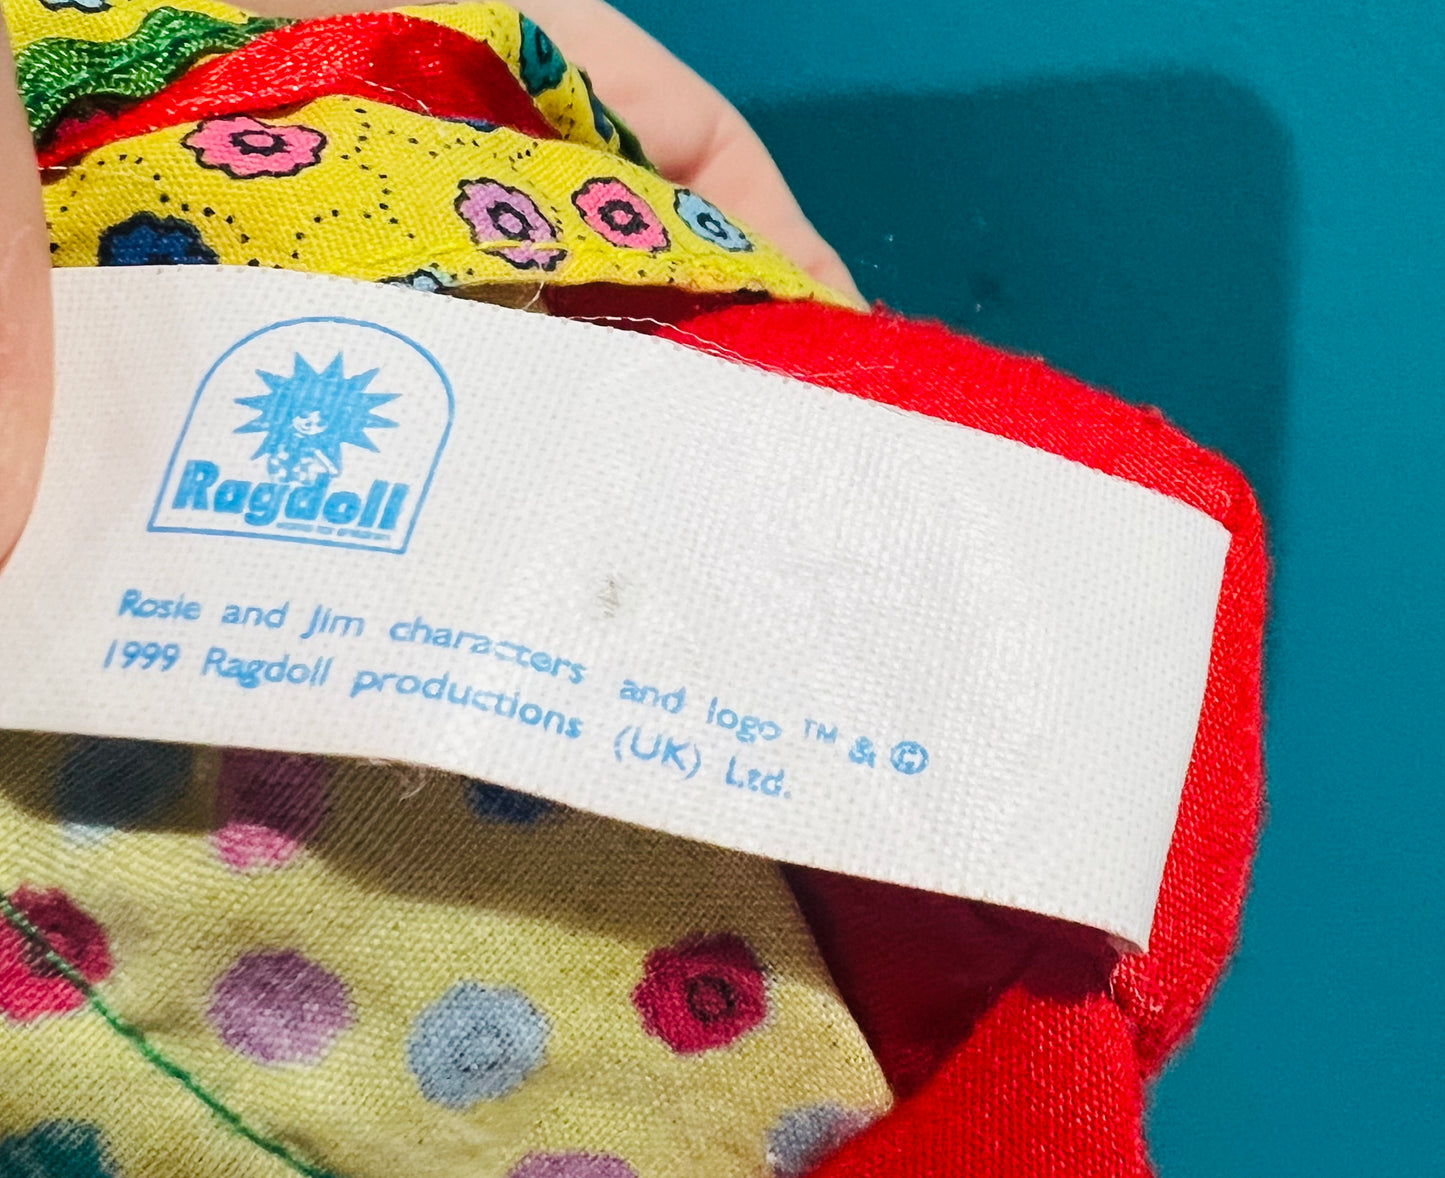 Ragdoll
Rosie and Jim characters and logo ™ & ©
1999 Ragdoll productions (UK) Ltd.